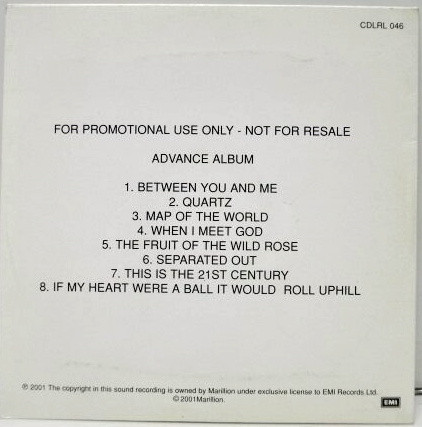 CDLRL 046
FOR PROMOTIONAL USE ONLY - NOT FOR RESALE
ADVANCE ALBUM
1. BETWEEN YOU AND ME
2. QUARTZ
3. MAP OF THE WORLD
4. WHEN I MEET GOD
5. THE FRUIT OF THE WILD ROSE
6. SEPARATED OUT
7. THIS IS THE 21ST CENTURY
8. IF MY HEART WERE A BALL IT WOULD ROLL UPHILL
℗ 2001 The copyright in this sound recording is owned by Marillion under exclusive license to EMI Records Ltd.
© 2001Marillion.
EMI